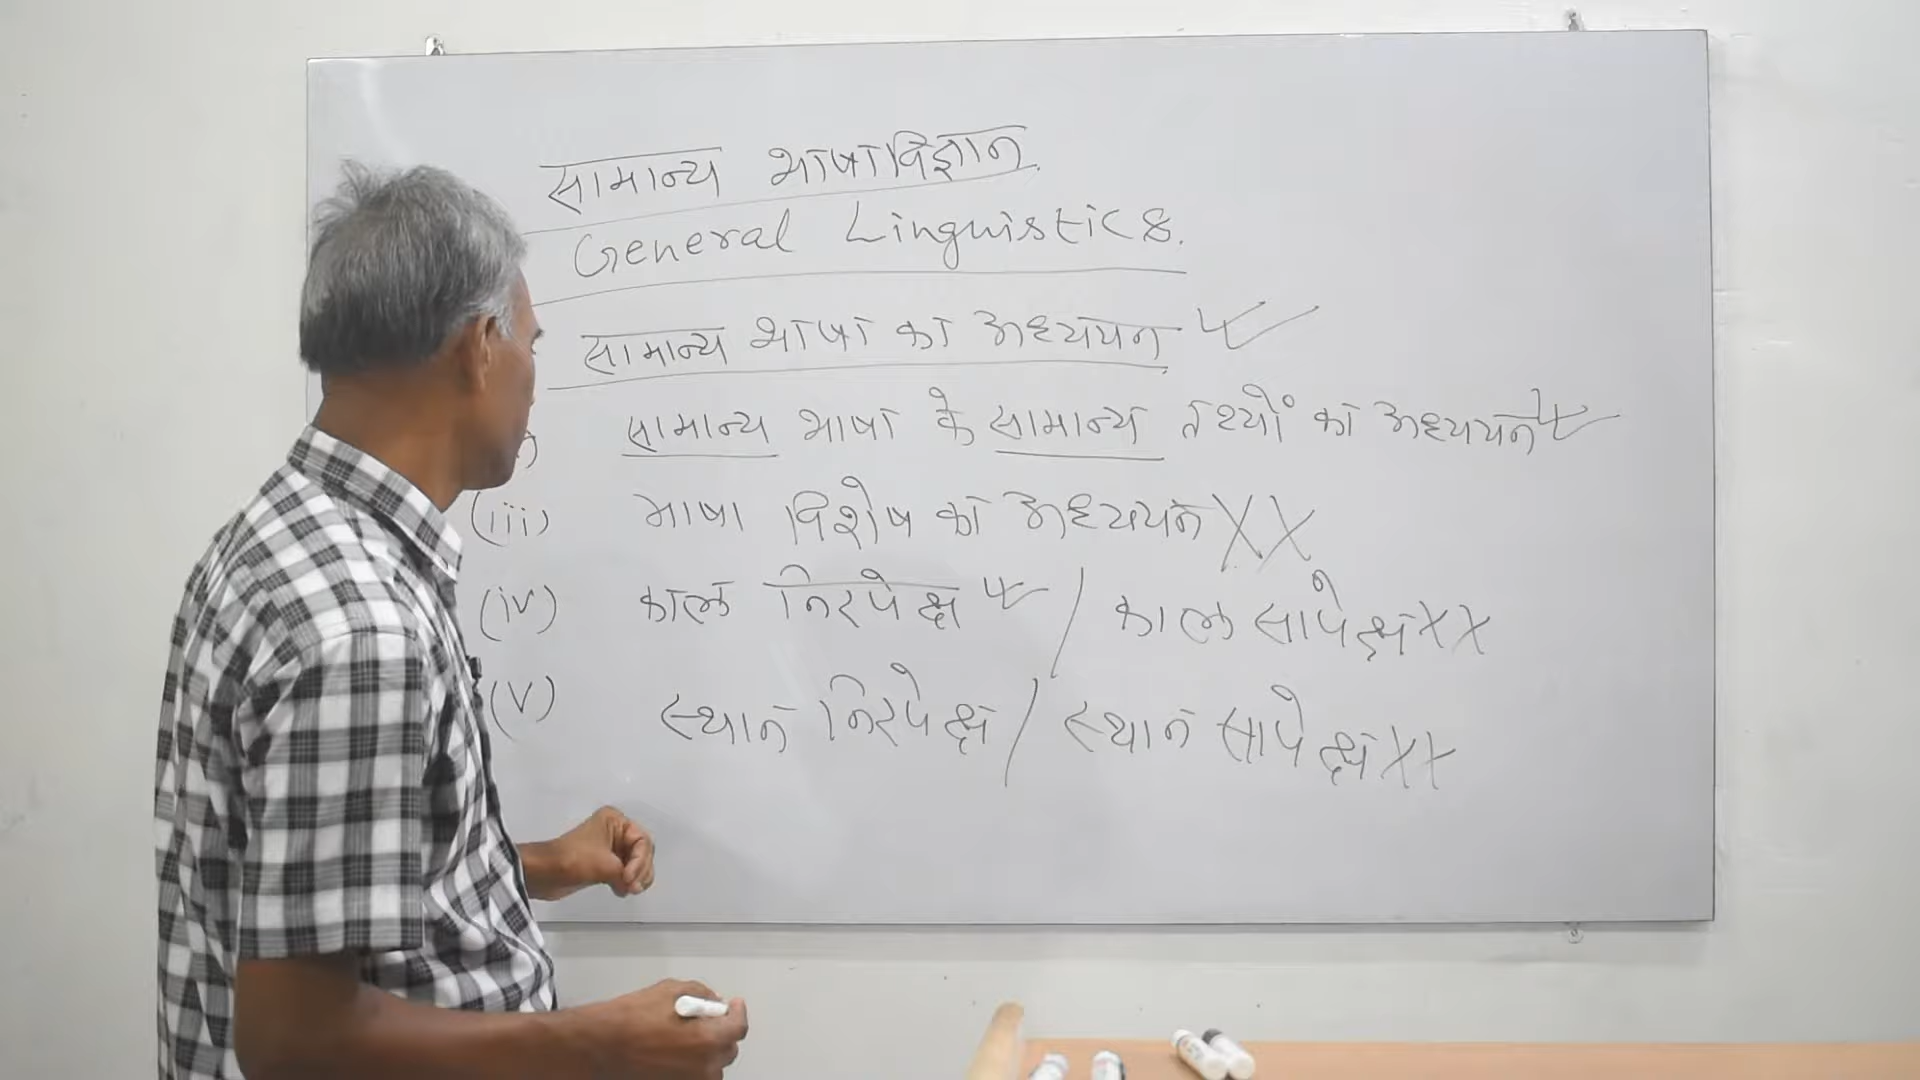 सामान्य भाषाविज्ञान.
General Linguistics.
सामान्य भाषा का अध्ययन
) सामान्य भाषा के सामान्य तथ्यों का अध्ययन
(iii) भाषा विशेष का अध्ययन XX
(iv) काल निरपेक्ष / काल सापेक्ष XX
(v) स्थान निरपेक्ष / स्थान सापेक्ष XX